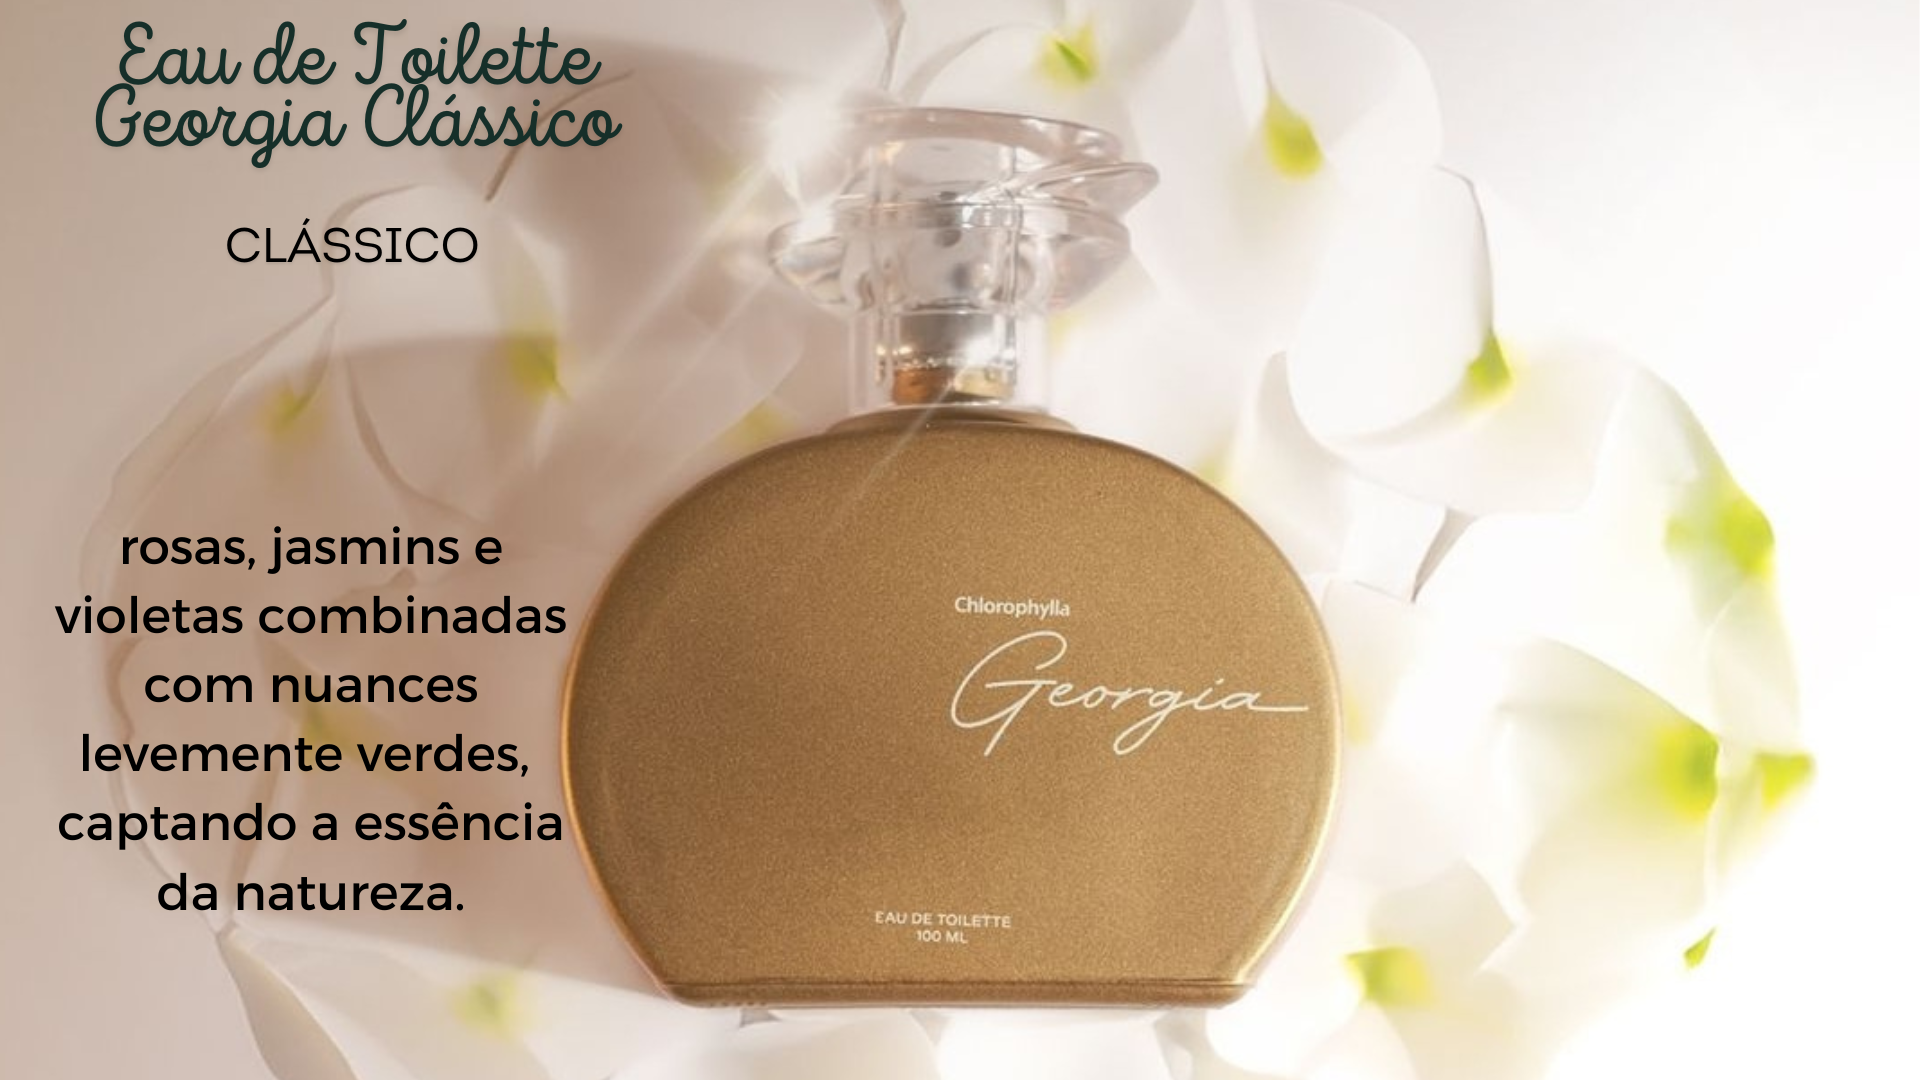 Eau de Toilette
Georgia Clássico
CLÁSSICO
rosas, jasmins e
violetas combinadas
com nuances
levemente verdes,
captando a essência
da natureza.
Chlorophylla
Georgia
EAU DE TOILETTE
100 ML